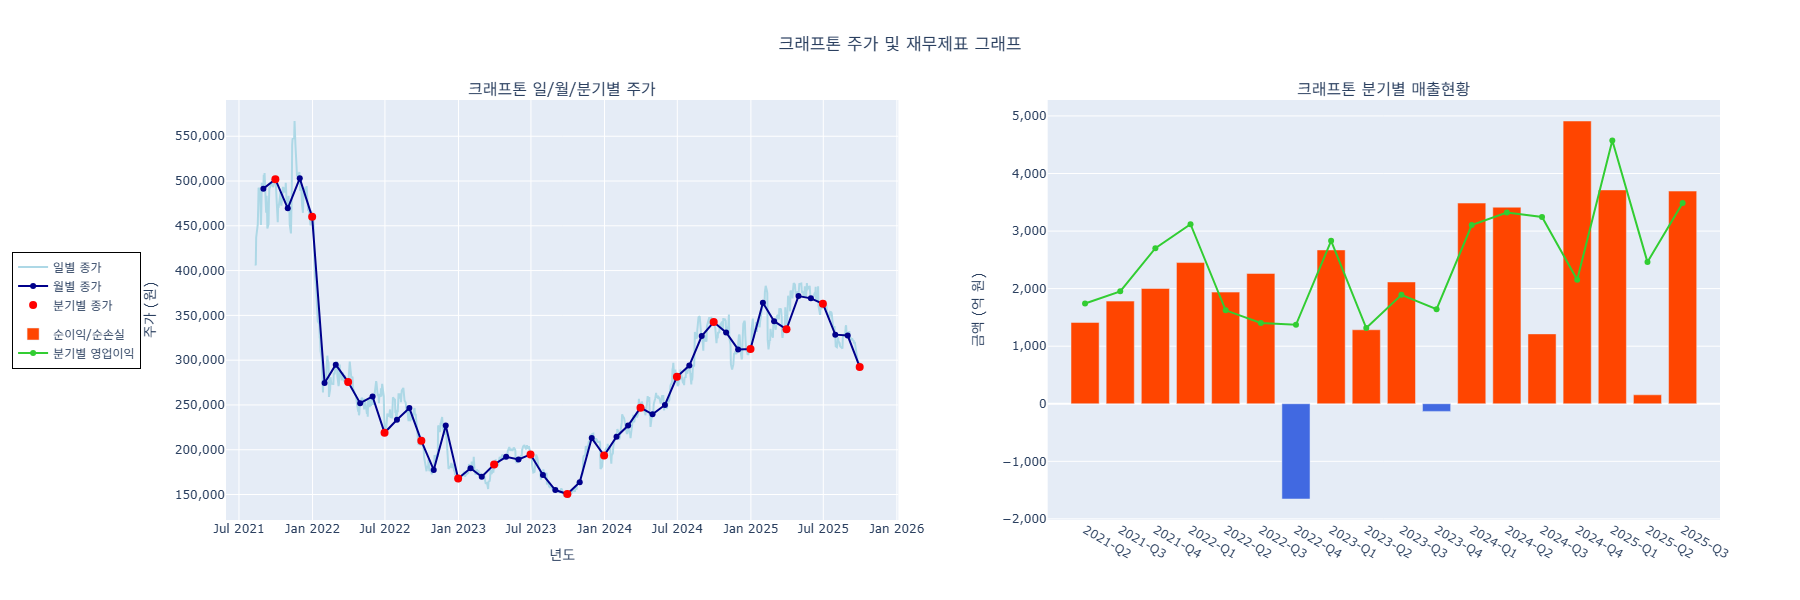 크래프톤 주가 및 재무제표 그래프
크래프톤 일/월/분기별 주가
550,000
500,000
450,000
400,000
350,000
300,000
250,000
200,000
150,000
주가 (원)
Jul 2021
Jan 2022
Jul 2022
Jan 2023
Jul 2023
Jan 2024
Jul 2024
Jan 2025
Jul 2025
Jan 2026
년도
일별 종가
월별 종가
분기별 종가
순이익/순손실
분기별 영업이익
크래프톤 분기별 매출현황
5,000
4,000
3,000
2,000
1,000
0
−1,000
−2,000
금액 (억 원)
2021-Q2
2021-Q3
2021-Q4
2022-Q1
2022-Q2
2022-Q3
2022-Q4
2023-Q1
2023-Q2
2023-Q3
2023-Q4
2024-Q1
2024-Q2
2024-Q3
2024-Q4
2025-Q1
2025-Q2
2025-Q3